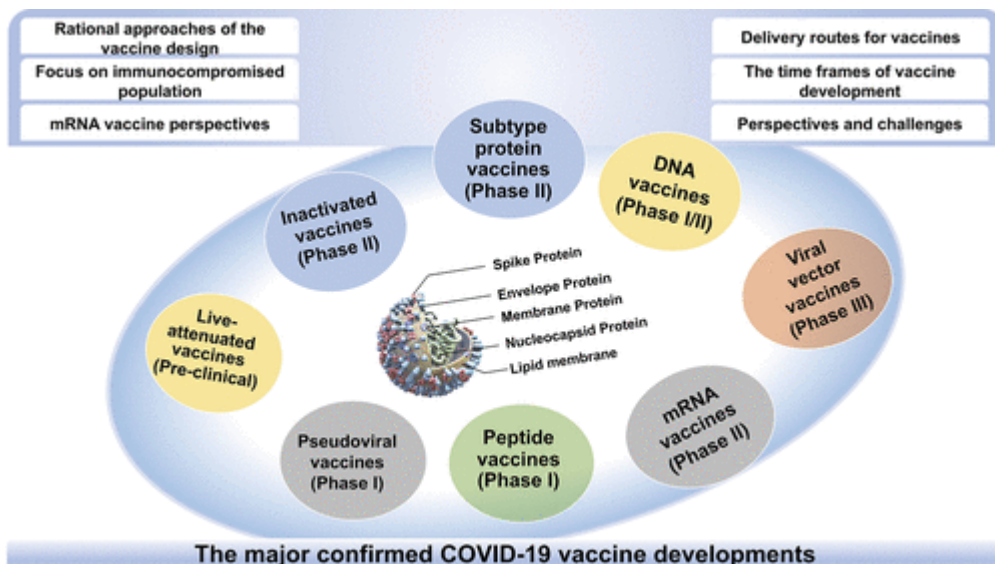 Rational approaches of the
vaccine design
Focus on immunocompromised
population
mRNA vaccine perspectives
Delivery routes for vaccines
The time frames of vaccine
development
Perspectives and challenges
Subtype
protein
vaccines
(Phase II)
DNA
vaccines
(Phase I/II)
Inactivated
vaccines
(Phase II)
Viral
vector
vaccines
(Phase III)
Spike Protein
Envelope Protein
Membrane Protein
Nucleocapsid Protein
Lipid membrane
Live-
attenuated
vaccines
(Pre-clinical)
mRNA
vaccines
(Phase II)
Pseudoviral
vaccines
(Phase I)
Peptide
vaccines
(Phase I)
The major confirmed COVID-19 vaccine developments